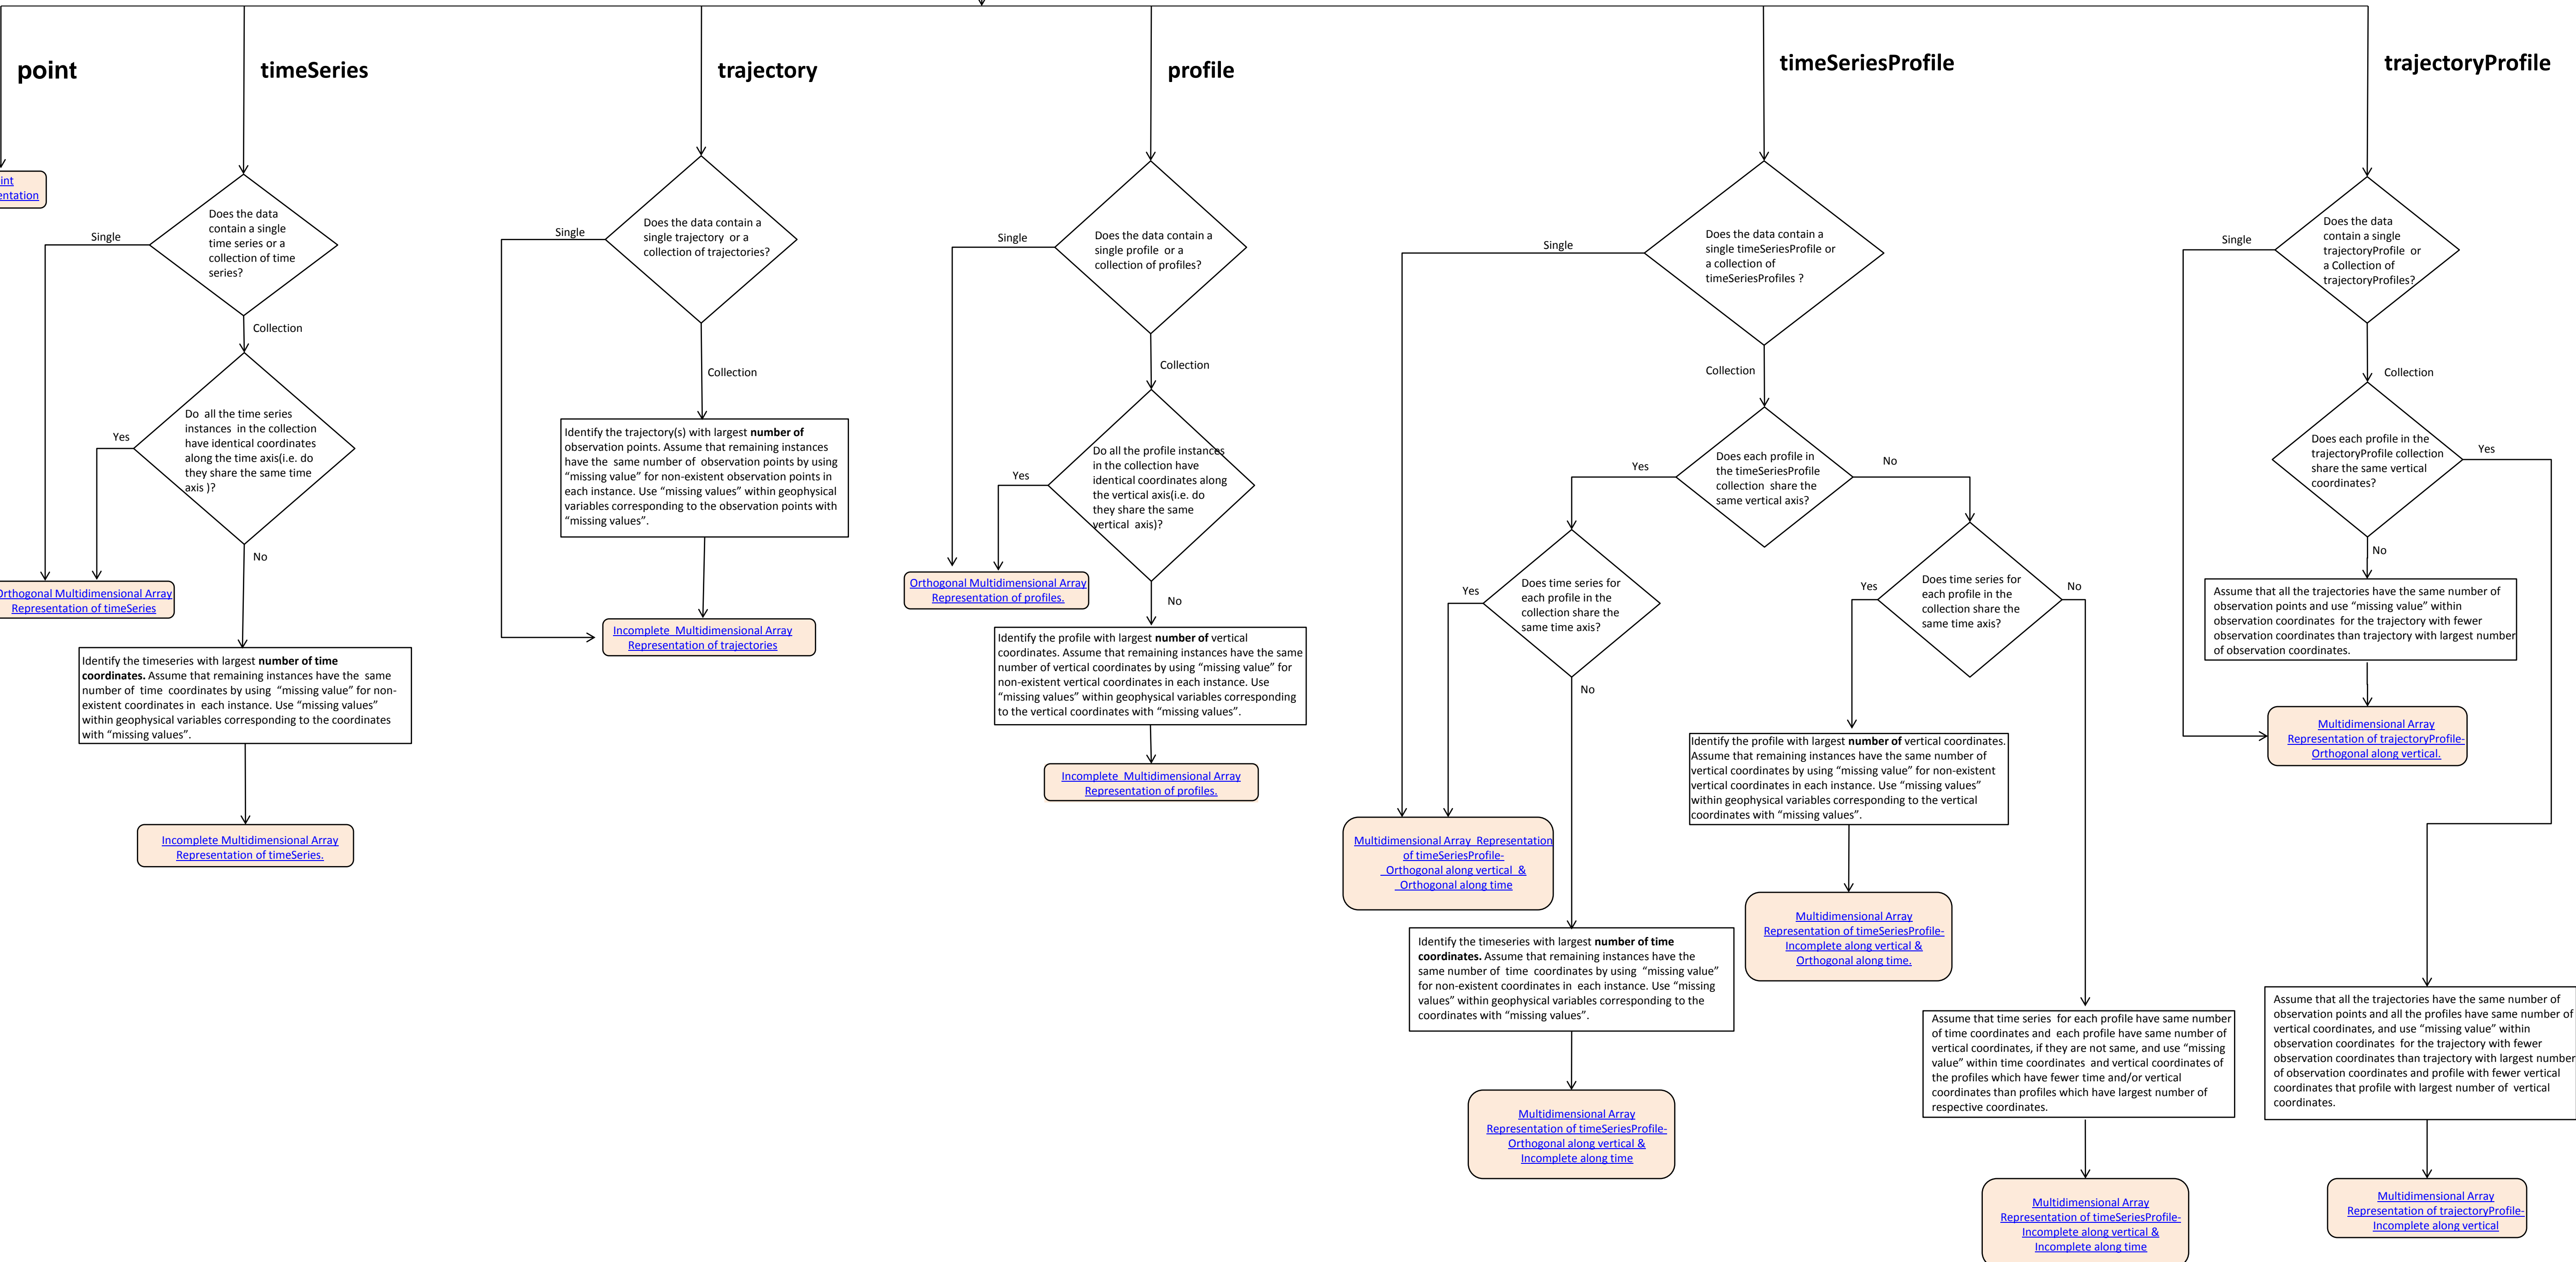 point
timeSeries
trajectory
profile
timeSeriesProfile
trajectoryProfile
Does the data
contain a single
time series or a
collection of time
series?
Single
Collection
Do all the time series
instances in the collection
have identical coordinates
along the time axis(i.e. do
they share the same time
axis )?
Yes
No
Orthogonal Multidimensional Array
Representation of timeSeries
Identify the timeseries with largest number of time
coordinates. Assume that remaining instances have the same
number of time coordinates by using “missing value” for non-
existent coordinates in each instance. Use “missing values”
within geophysical variables corresponding to the coordinates
with “missing values”.
Incomplete Multidimensional Array
Representation of timeSeries.
Does the data contain a
single trajectory or a
collection of trajectories?
Single
Collection
Identify the trajectory(s) with largest number of
observation points. Assume that remaining instances
have the same number of observation points by using
“missing value” for non-existent observation points in
each instance. Use “missing values” within geophysical
variables corresponding to the observation points with
“missing values”.
Incomplete Multidimensional Array
Representation of trajectories
Does the data contain a
single profile or a
collection of profiles?
Single
Collection
Do all the profile instances
in the collection have
identical coordinates along
the vertical axis(i.e. do
they share the same
vertical axis)?
Yes
No
Orthogonal Multidimensional Array
Representation of profiles.
Identify the profile with largest number of vertical
coordinates. Assume that remaining instances have the same
number of vertical coordinates by using “missing value” for
non-existent vertical coordinates in each instance. Use
“missing values” within geophysical variables corresponding
to the vertical coordinates with “missing values”.
Incomplete Multidimensional Array
Representation of profiles.
Does the data contain a
single timeSeriesProfile or
a collection of
timeSeriesProfiles ?
Single
Collection
Does each profile in
the timeSeriesProfile
collection share the
same vertical axis?
Yes
No
Does time series for
each profile in the
collection share the
same time axis?
Yes
No
Does time series for
each profile in the
collection share the
same time axis?
Yes
No
Multidimensional Array Representation
of timeSeriesProfile-
Orthogonal along vertical &
Orthogonal along time
Identify the timeseries with largest number of time
coordinates. Assume that remaining instances have the
same number of time coordinates by using “missing value”
for non-existent coordinates in each instance. Use “missing
values” within geophysical variables corresponding to the
coordinates with “missing values”.
Multidimensional Array
Representation of timeSeriesProfile-
Orthogonal along vertical &
Incomplete along time
Identify the profile with largest number of vertical coordinates.
Assume that remaining instances have the same number of
vertical coordinates by using “missing value” for non-existent
vertical coordinates in each instance. Use “missing values”
within geophysical variables corresponding to the vertical
coordinates with “missing values”.
Multidimensional Array
Representation of timeSeriesProfile-
Incomplete along vertical &
Orthogonal along time.
Assume that time series for each profile have same number
of time coordinates and each profile have same number of
vertical coordinates, if they are not same, and use “missing
value” within time coordinates and vertical coordinates of
the profiles which have fewer time and/or vertical
coordinates than profiles which have largest number of
respective coordinates.
Multidimensional Array
Representation of timeSeriesProfile-
Incomplete along vertical &
Incomplete along time
Does the data
contain a single
trajectoryProfile or
a Collection of
trajectoryProfiles?
Single
Collection
Does each profile in the
trajectoryProfile collection
share the same vertical
coordinates?
Yes
No
Assume that all the trajectories have the same number of
observation points and use “missing value” within
observation coordinates for the trajectory with fewer
observation coordinates than trajectory with largest number
of observation coordinates.
Multidimensional Array
Representation of trajectoryProfile-
Orthogonal along vertical.
Assume that all the trajectories have the same number of
observation points and all the profiles have same number of
vertical coordinates, and use “missing value” within
observation coordinates for the trajectory with fewer
observation coordinates than trajectory with largest number
of observation coordinates and profile with fewer vertical
coordinates that profile with largest number of vertical
coordinates.
Multidimensional Array
Representation of trajectoryProfile-
Incomplete along vertical